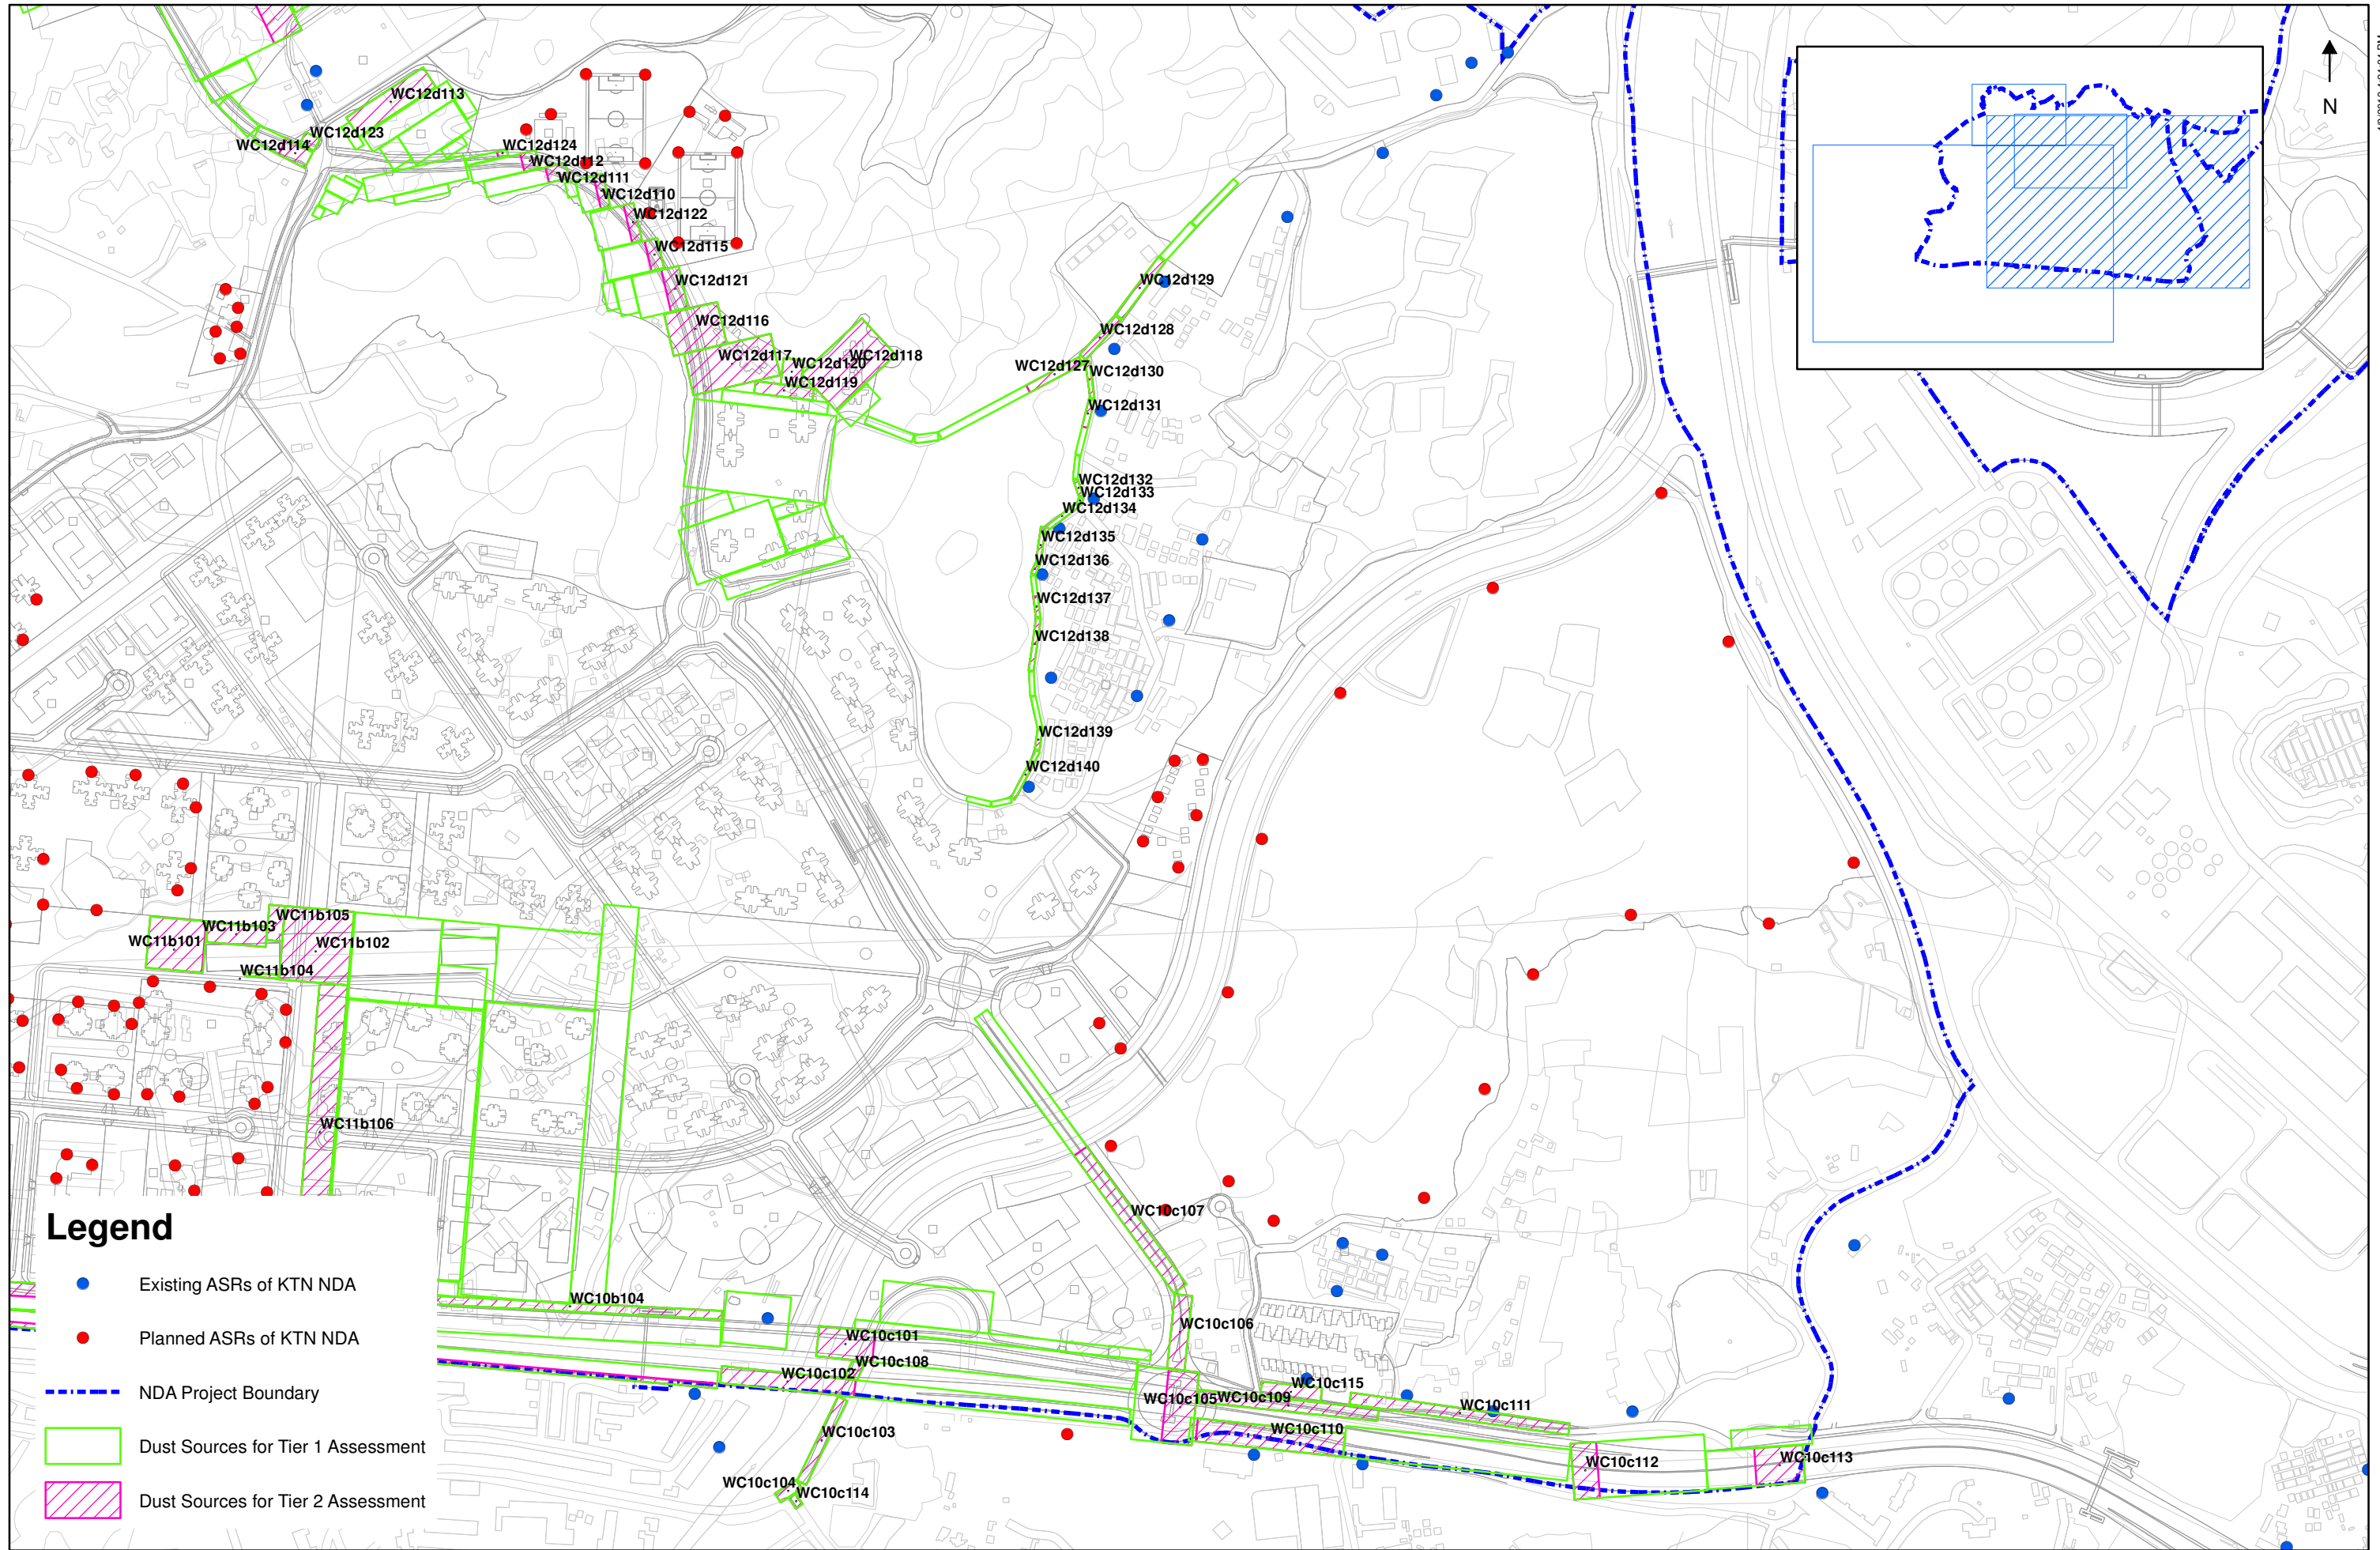 N
WC12d113
WC12d123
WC12d114
WC12d124
WC12d112
WC12d111
WC12d110
WC12d122
WC12d115
WC12d121
WC12d116
WC12d117
WC12d118
WC12d120
WC12d119
WC12d129
WC12d128
WC12d127
WC12d130
WC12d131
WC12d132
WC12d133
WC12d134
WC12d135
WC12d136
WC12d137
WC12d138
WC12d139
WC12d140
WC11b105
WC11b103
WC11b101
WC11b102
WC11b104
WC11b106
WC10c107
WC10b104
WC10c106
WC10c101
WC10c108
WC10c102
WC10c115
WC10c105
WC10c109
WC10c111
WC10c110
WC10c103
WC10c112
WC10c113
WC10c104
WC10c114
Legend
Existing ASRs of KTN NDA
Planned ASRs of KTN NDA
NDA Project Boundary
Dust Sources for Tier 1 Assessment
Dust Sources for Tier 2 Assessment